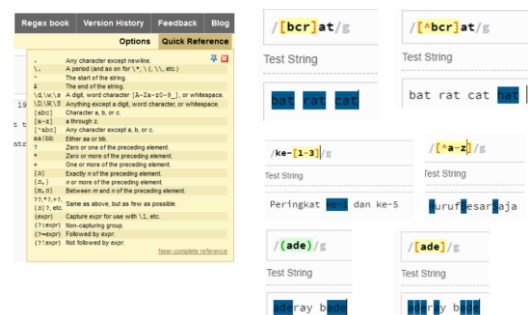 Regex book Version History Feedback Blog
Options Quick Reference
. Any character except newline.
\. A period (and so on for \*, \(, \\, etc.)
^ The start of the string.
$ The end of the string.
\d,\w,\s A digit, word character [A-Za-z0-9_], or whitespace.
\D,\W,\S Anything except a digit, word character, or whitespace.
[abc] Character a, b, or c.
[a-z] a through z.
[^abc] Any character except a, b, or c.
aa|bb Either aa or bb.
? Zero or one of the preceding element.
* Zero or more of the preceding element.
+ One or more of the preceding element.
{n} Exactly n of the preceding element.
{n,} n or more of the preceding element.
{m,n} Between m and n of the preceding element.
??,*?,+?,
{n}?, etc. Same as above, but as few as possible.
(expr) Capture expr for use with \1, etc.
(?:expr) Non-capturing group.
(?=expr) Followed by expr.
(?!expr) Not followed by expr.
Near-complete reference
/[bcr]at/g
Test String
bat rat cat
/[^bcr]at/g
Test String
bat rat cat hat
/ke-[1-3]/g
Test String
Peringkat ke-1 dan ke-5
/[^a-z]/g
Test String
HurufBesarSaja
/(ade)/g
Test String
aderay bade
/[ade]/g
Test String
aderay bade